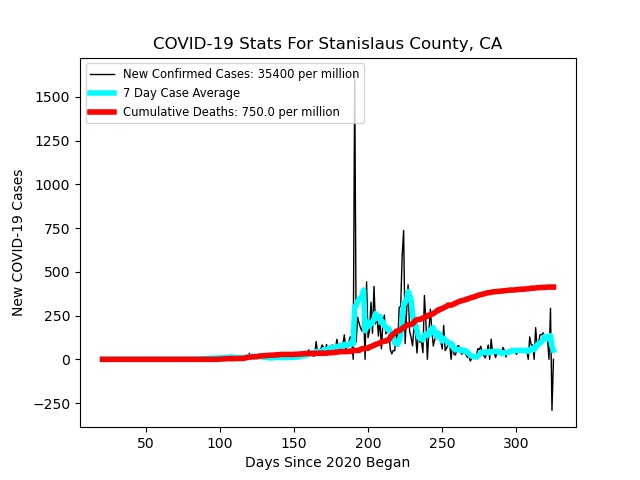 COVID-19 Stats For Stanislaus County, CA
New Confirmed Cases: 35400 per million
7 Day Case Average
Cumulative Deaths: 750.0 per million
New COVID-19 Cases
1500
1250
1000
750
500
250
0
−250
50 100 150 200 250 300
Days Since 2020 Began